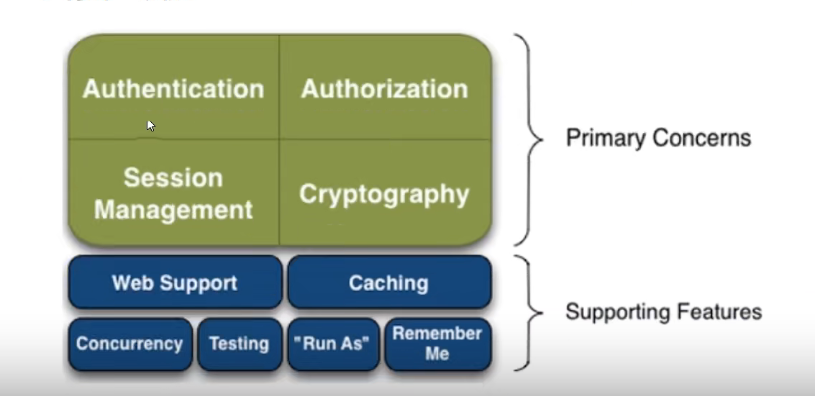 Authentication
Authorization
Session
Management
Cryptography
Primary Concerns
Web Support
Caching
Concurrency
Testing
"Run As"
Remember
Me
Supporting Features